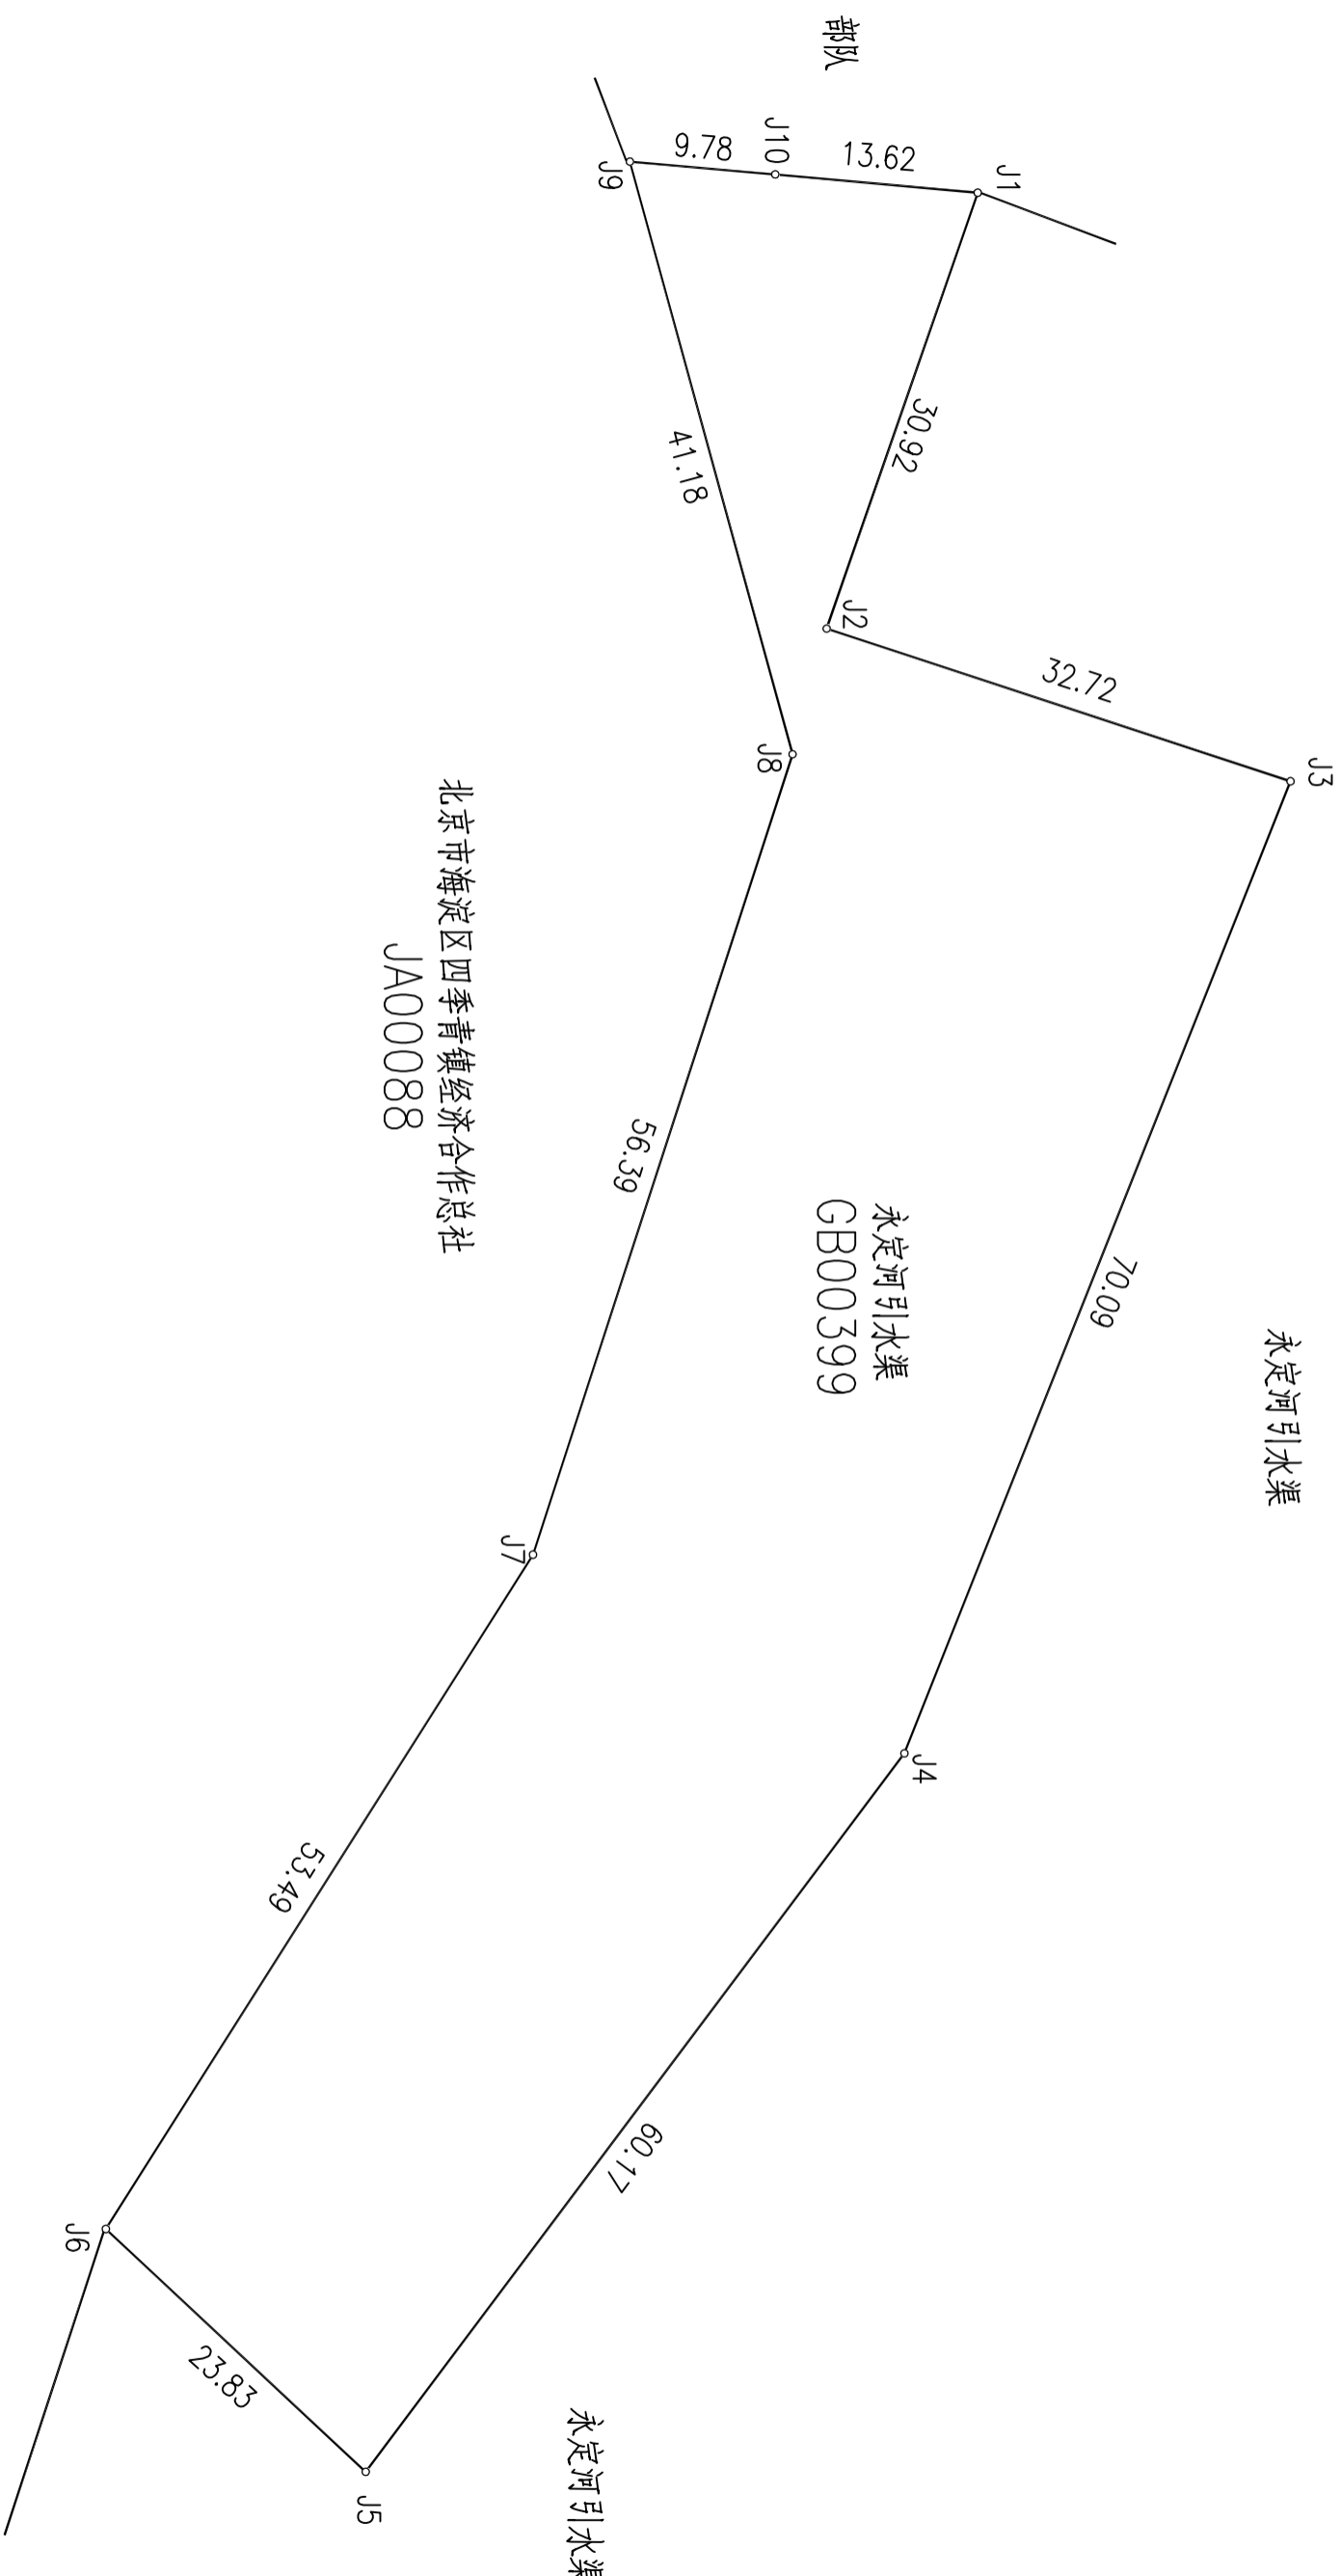 部队
J1
13.62
J10
9.78
J9
30.92
41.18
J2
32.72
J3
J8
70.09
永定河引水渠
永定河引水渠
GB00399
56.39
北京市海淀区四季青镇经济合作总社
JA00088
J7
J4
53.49
60.17
J6
23.83
J5
永定河引水渠